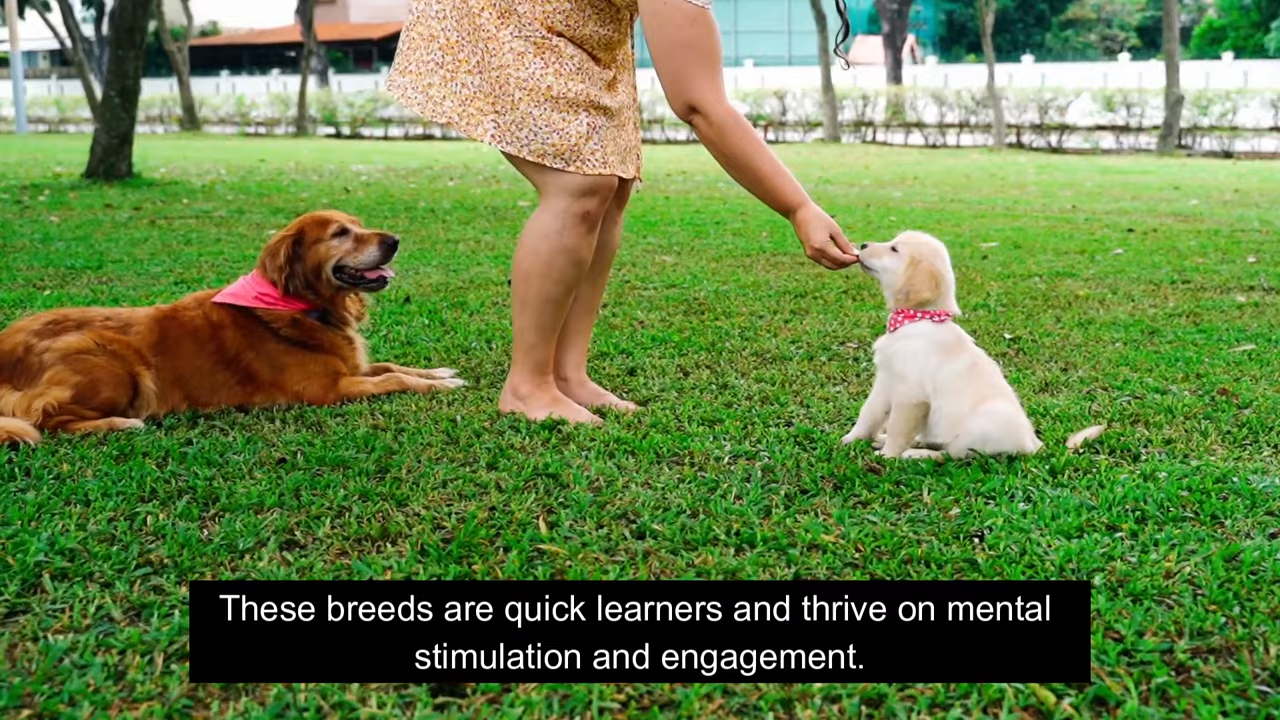 These breeds are quick learners and thrive on mental
stimulation and engagement.